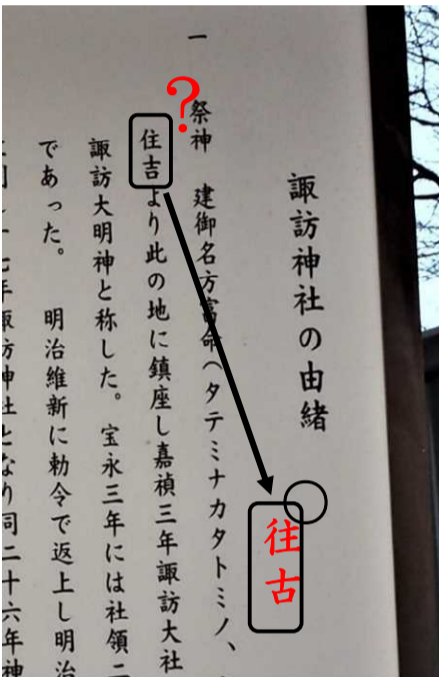 諏訪神社の由緒
一 祭神 建御名方富命(タテミナカタトミノ、
?
住吉より此の地に鎮座し嘉禎三年諏訪大社
諏訪大明神と称した。宝永三年には社領二
であった。 明治維新に勅令で返上し明治
七年諏訪神社となり同二十六年神
往古